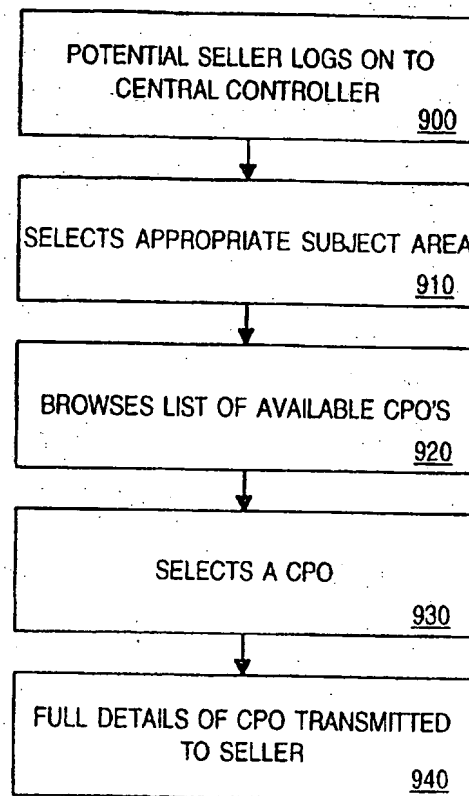 POTENTIAL SELLER LOGS ON TO
CENTRAL CONTROLLER
900
SELECTS APPROPRIATE SUBJECT AREA
910
BROWSES LIST OF AVAILABLE CPO'S
920
SELECTS A CPO
930
FULL DETAILS OF CPO TRANSMITTED
TO SELLER
940